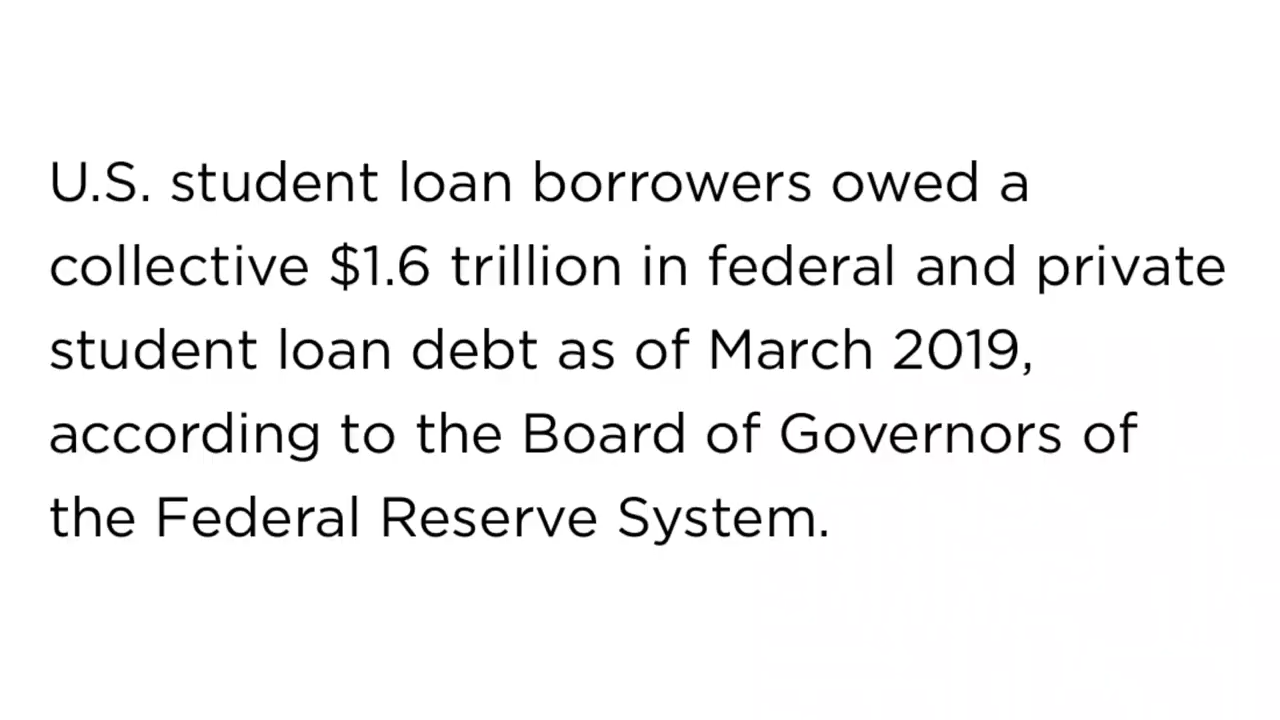 U.S. student loan borrowers owed a
collective $1.6 trillion in federal and private
student loan debt as of March 2019,
according to the Board of Governors of
the Federal Reserve System.